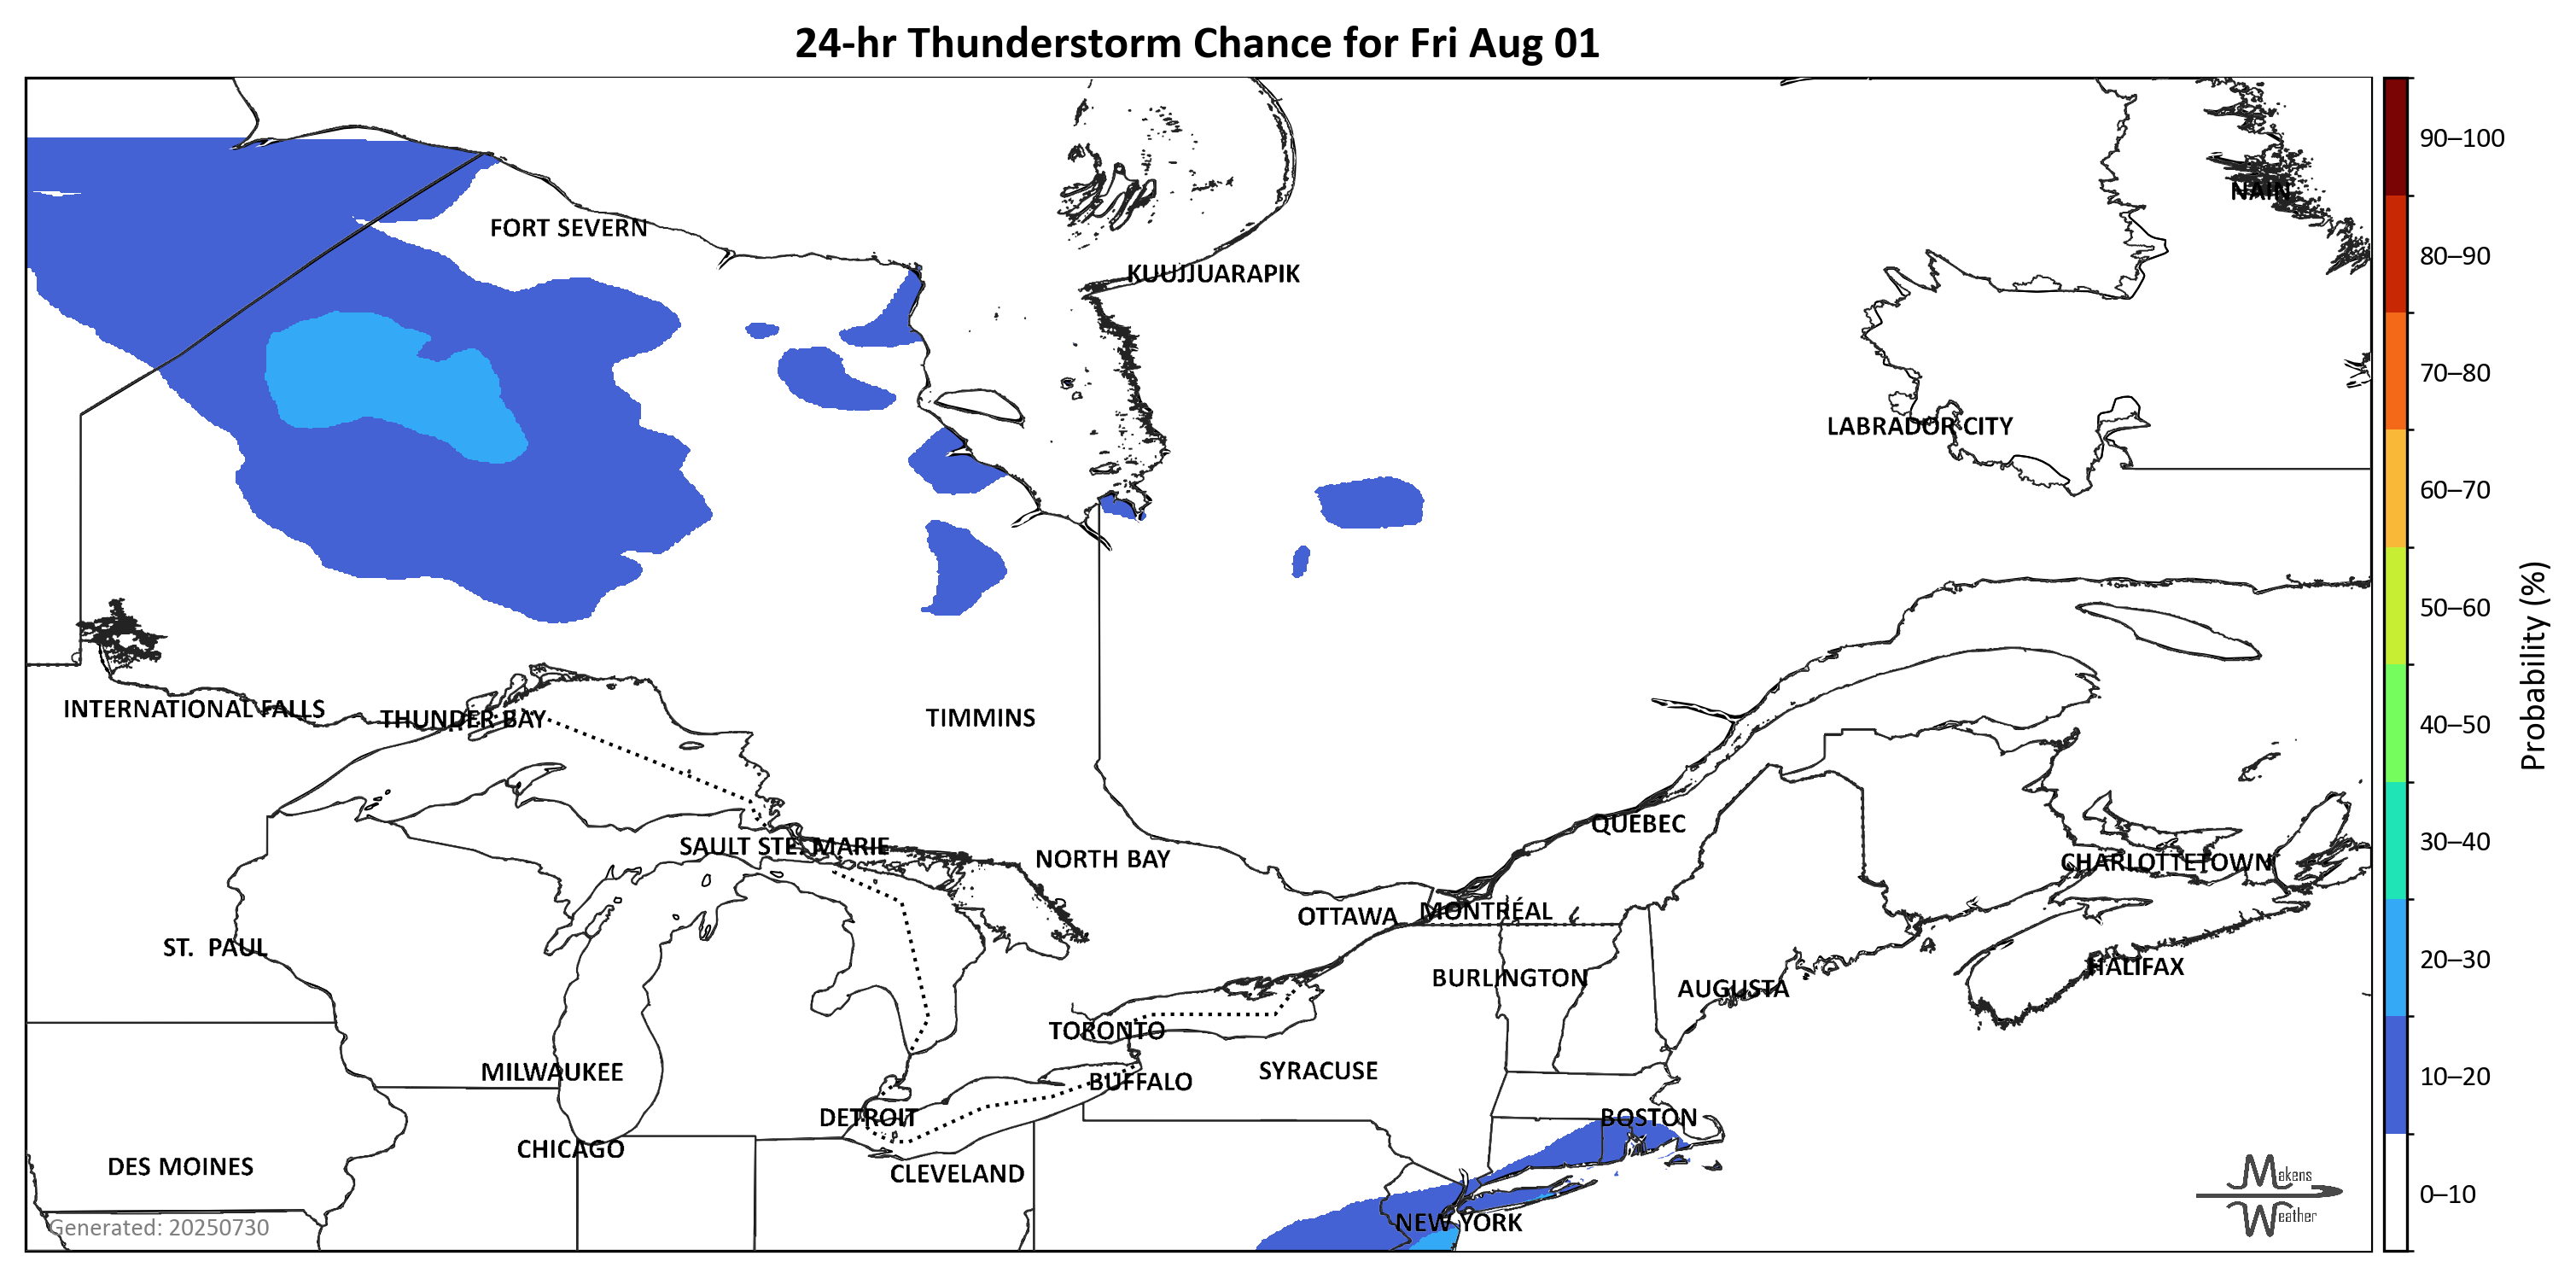 24-hr Thunderstorm Chance for Fri Aug 01
90–100
NAIN
FORT SEVERN
80–90
KUUJJUARAPIK
70–80
LABRADOR CITY
60–70
50–60
Probability (%)
INTERNATIONAL FALLS
THUNDER BAY
TIMMINS
40–50
QUEBEC
SAULT STE. MARIE
NORTH BAY
CHARLOTTETOWN
30–40
OTTAWA
MONTRÉAL
ST. PAUL
HALIFAX
20–30
BURLINGTON
AUGUSTA
TORONTO
MILWAUKEE
SYRACUSE
BUFFALO
10–20
DETROIT
BOSTON
CHICAGO
DES MOINES
CLEVELAND
Makens
Weather
0–10
NEW YORK
Generated: 20250730